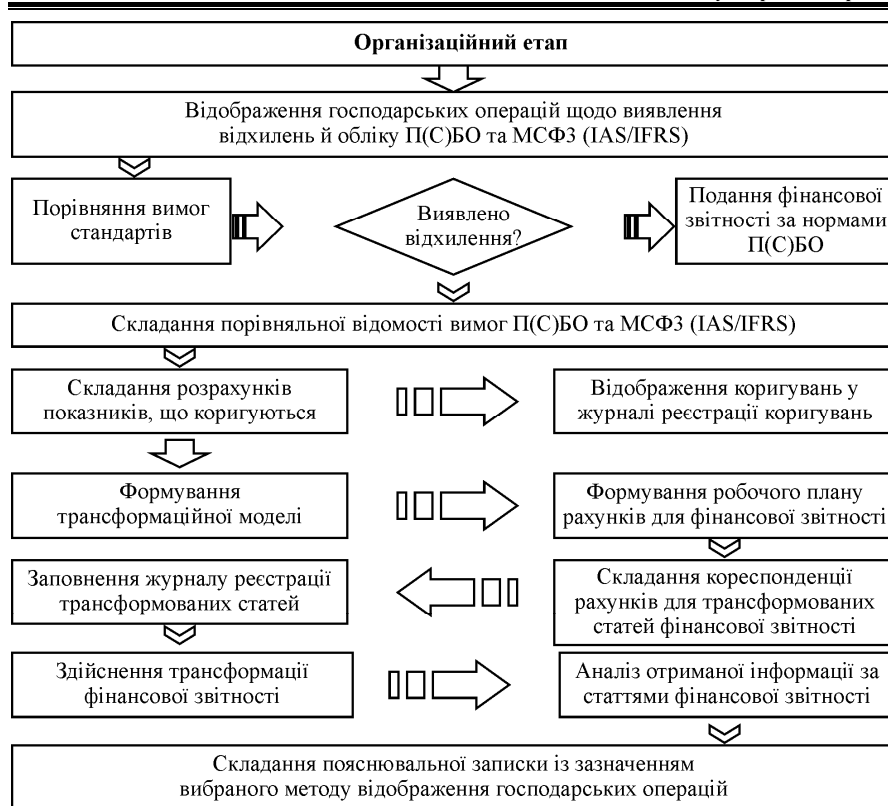 Організаційний етап
Відображення господарських операцій щодо виявлення
відхилень й обліку П(С)БО та МСФЗ (IAS/IFRS)
Порівняння вимог
стандартів
Виявлено
відхилення?
Подання фінансової
звітності за нормами
П(С)БО
Складання порівняльної відомості вимог П(С)БО та МСФЗ (IAS/IFRS)
Складання розрахунків
показників, що коригуються
Відображення коригувань у
журналі реєстрації коригувань
Формування
трансформаційної моделі
Формування робочого плану
рахунків для фінансової звітності
Заповнення журналу реєстрації
трансформованих статей
Складання кореспонденції
рахунків для трансформованих
статей фінансової звітності
Здійснення трансформації
фінансової звітності
Аналіз отриманої інформації за
статтями фінансової звітності
Складання пояснювальної записки із зазначенням
вибраного методу відображення господарських операцій